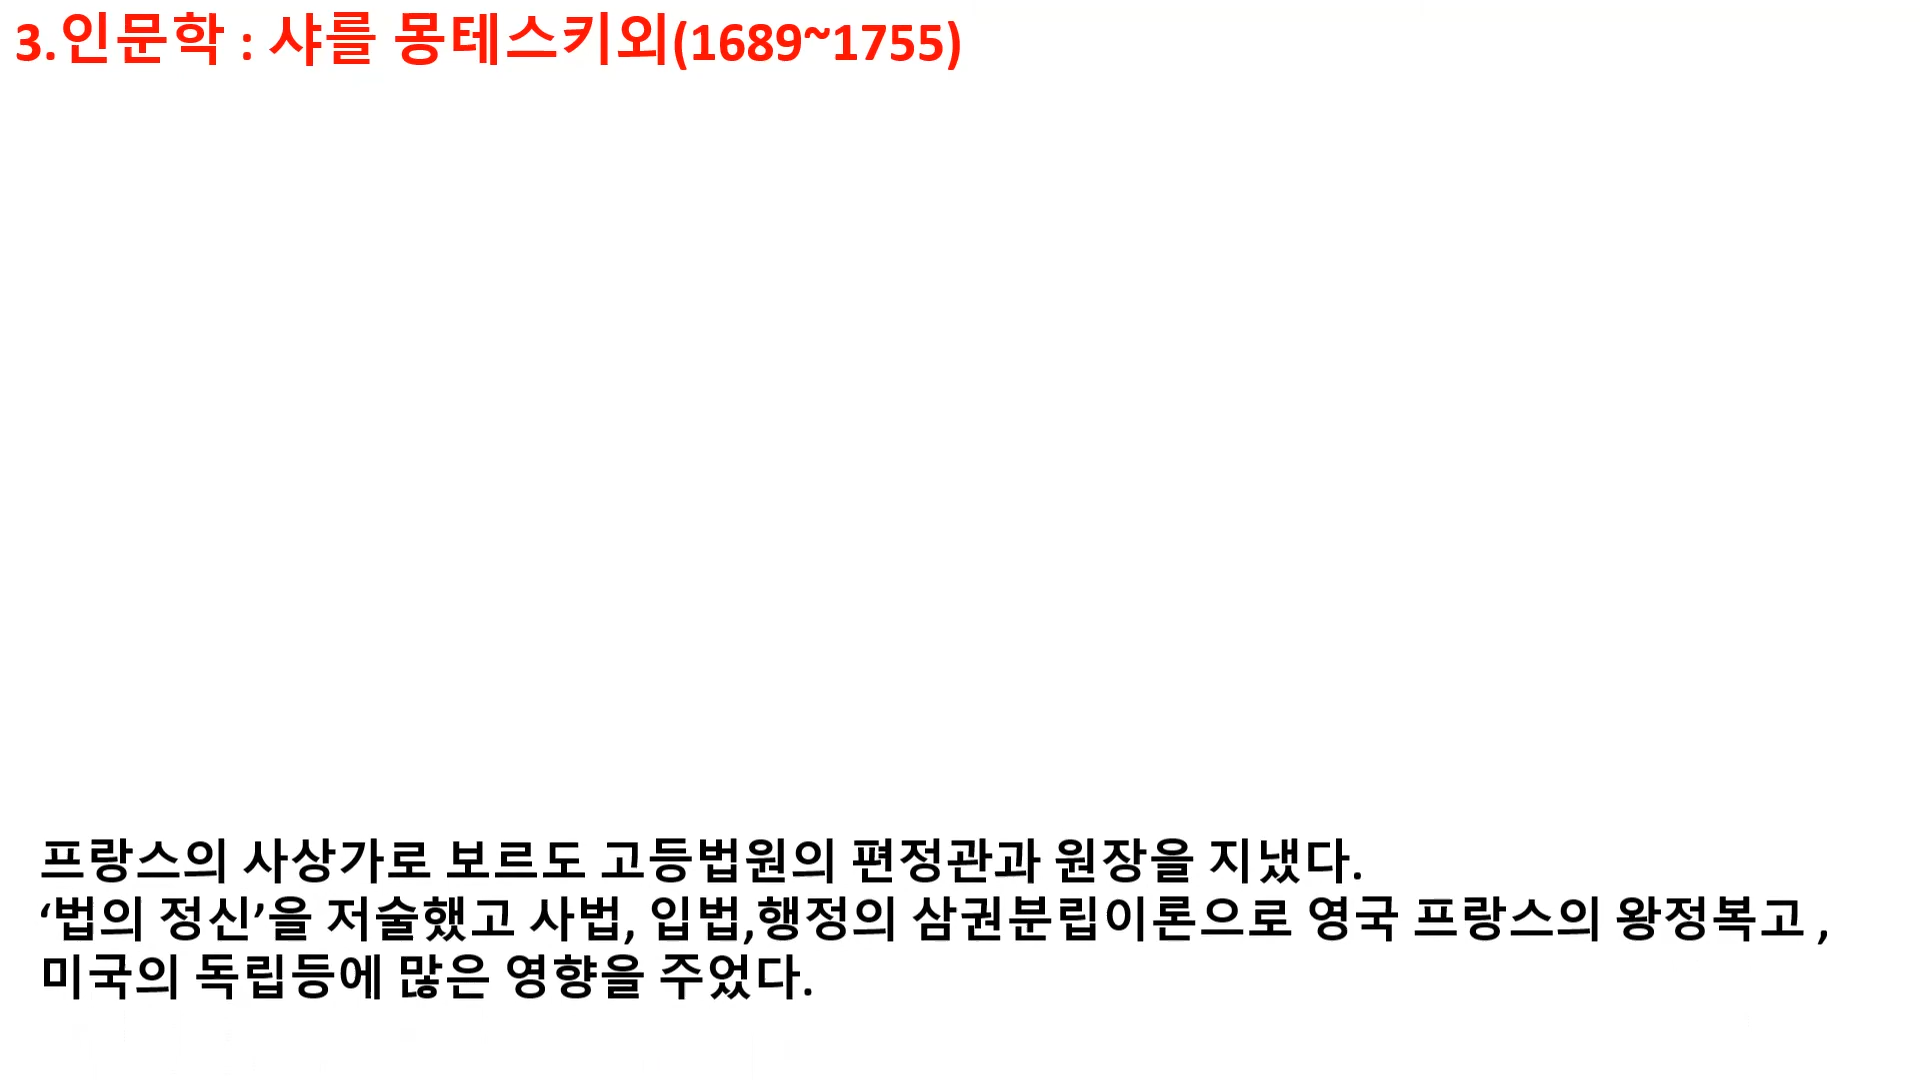 3.인문학 : 샤를 몽테스키외(1689~1755)
프랑스의 사상가로 보르도 고등법원의 편정관과 원장을 지냈다.
‘법의 정신’을 저술했고 사법, 입법,행정의 삼권분립이론으로 영국 프랑스의 왕정복고 ,
미국의 독립등에 많은 영향을 주었다.